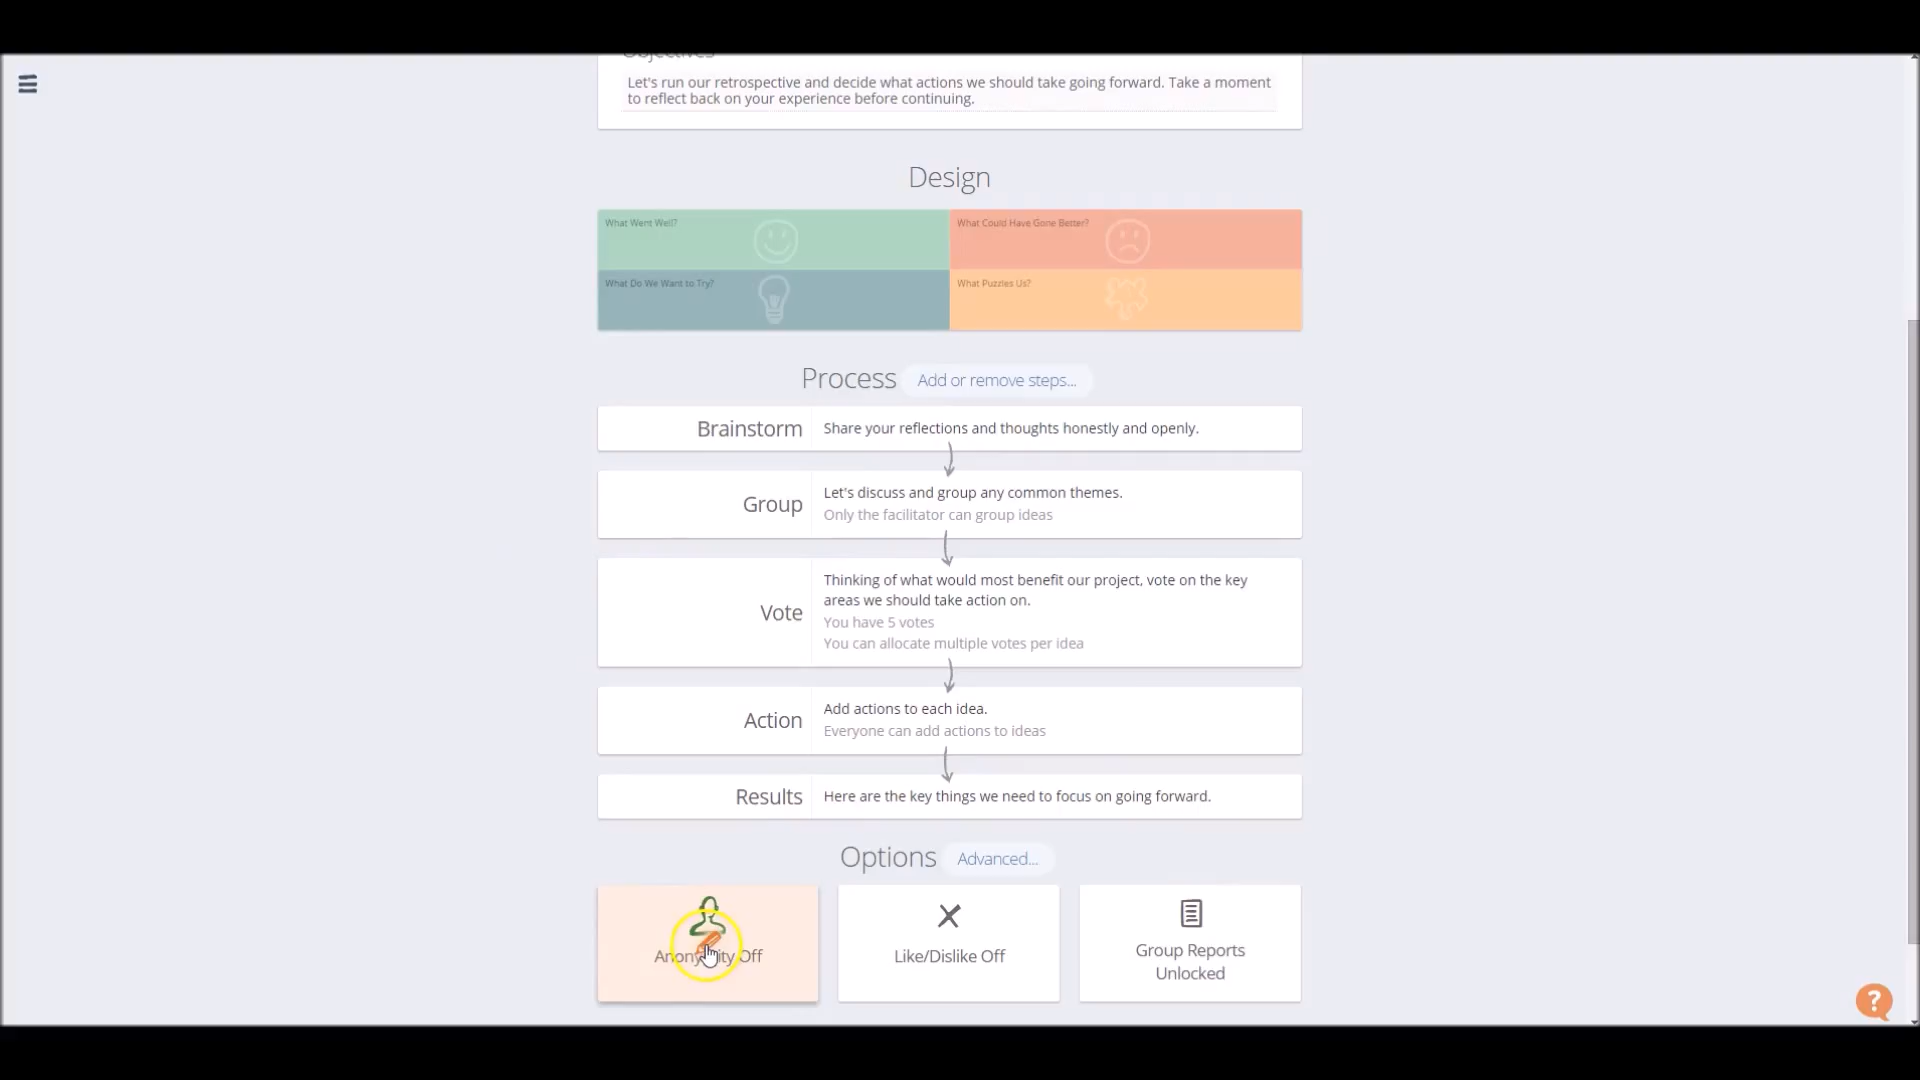 Objectives
Let's run our retrospective and decide what actions we should take going forward. Take a moment
to reflect back on your experience before continuing.
Design
What Went Well?
What Could Have Gone Better?
What Do We Want to Try?
What Puzzles Us?
Process Add or remove steps...
Brainstorm Share your reflections and thoughts honestly and openly.
Group
Let's discuss and group any common themes.
Only the facilitator can group ideas
Vote
Thinking of what would most benefit our project, vote on the key
areas we should take action on.
You have 5 votes
You can allocate multiple votes per idea
Action
Add actions to each idea.
Everyone can add actions to ideas
Results Here are the key things we need to focus on going forward.
Options Advanced...
Anonymity Off
Like/Dislike Off
Group Reports
Unlocked
?